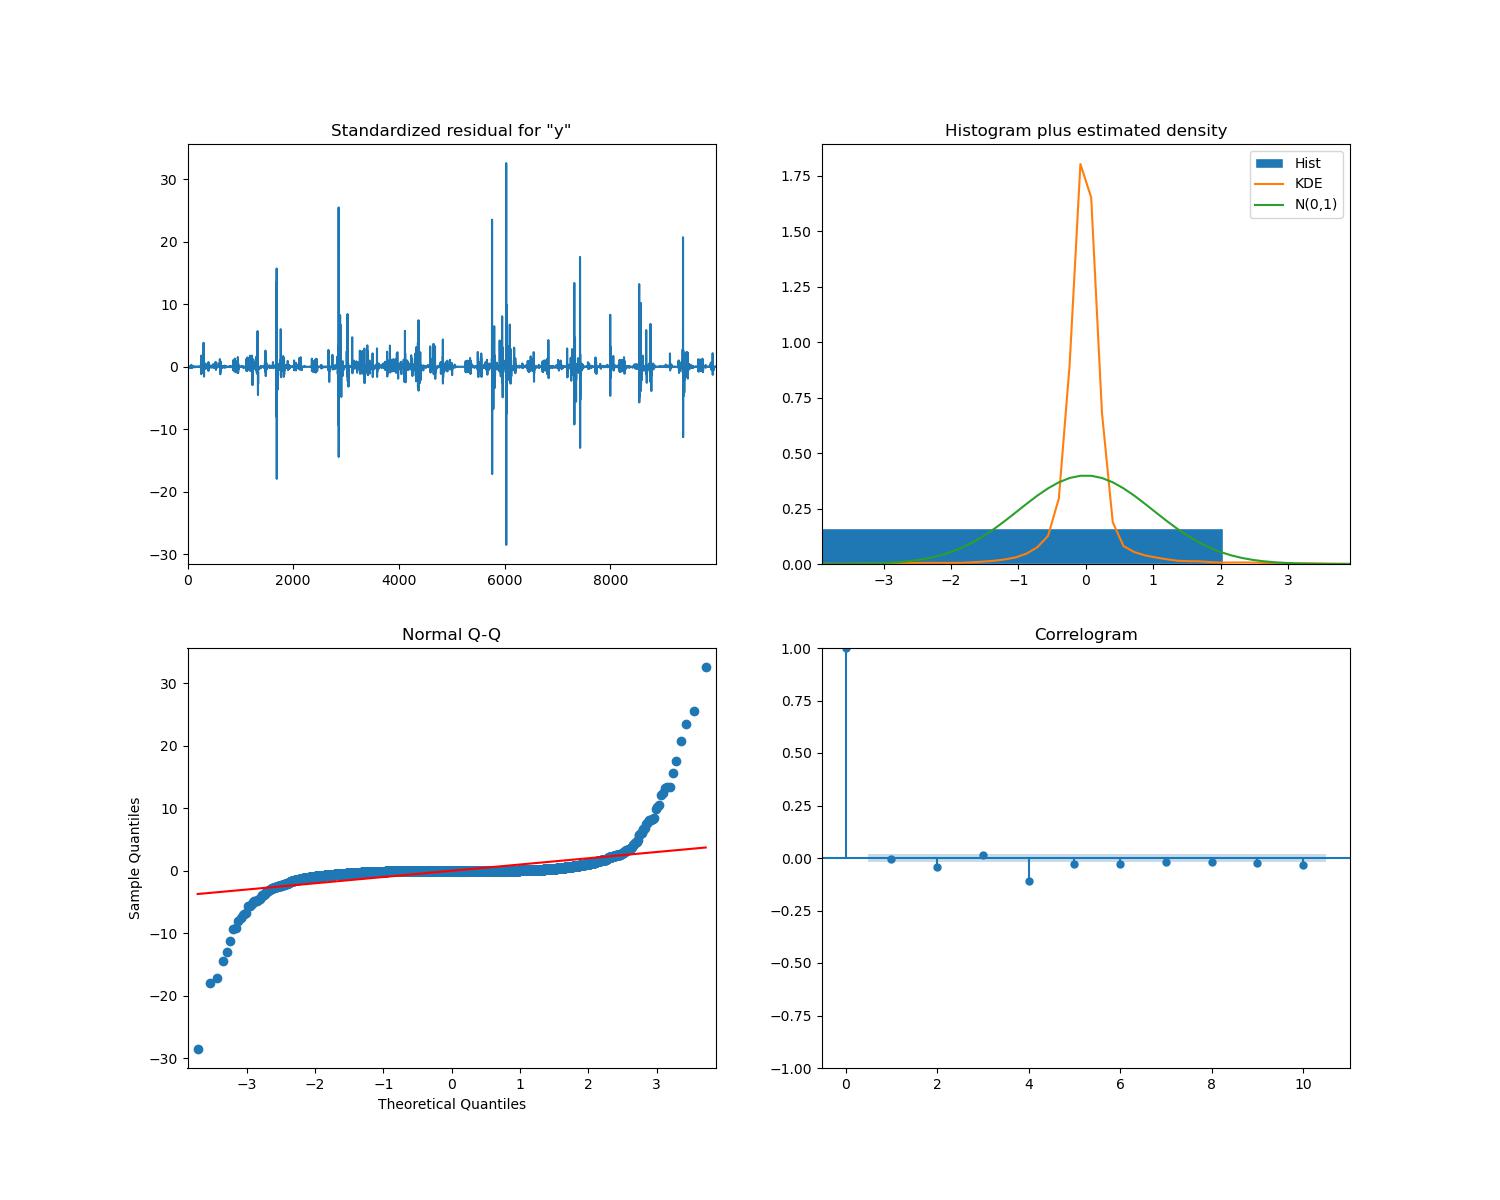 Standardized residual for "y"
30
20
10
0
−10
−20
−30
0 2000 4000 6000 8000
Histogram plus estimated density
Hist
KDE
N(0,1)
1.75
1.50
1.25
1.00
0.75
0.50
0.25
0.00
−3 −2 −1 0 1 2 3
Normal Q-Q
Sample Quantiles
30
20
10
0
−10
−20
−30
−3 −2 −1 0 1 2 3
Theoretical Quantiles
Correlogram
1.00
0.75
0.50
0.25
0.00
−0.25
−0.50
−0.75
−1.00
0 2 4 6 8 10